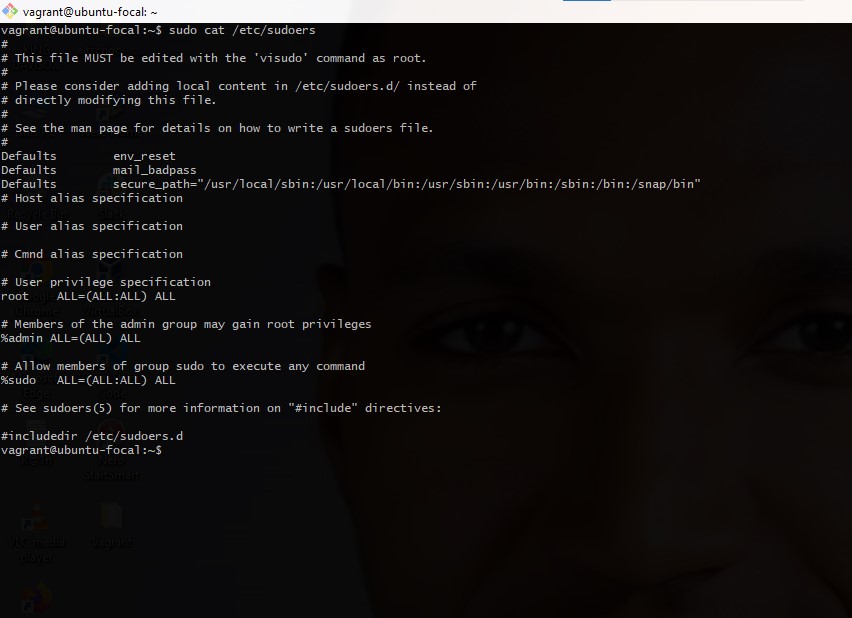 vagrant@ubuntu-focal: ~
vagrant@ubuntu-focal:~$ sudo cat /etc/sudoers
#
# This file MUST be edited with the 'visudo' command as root.
#
# Please consider adding local content in /etc/sudoers.d/ instead of
# directly modifying this file.
#
# See the man page for details on how to write a sudoers file.
#
Defaults        env_reset
Defaults        mail_badpass
Defaults        secure_path="/usr/local/sbin:/usr/local/bin:/usr/sbin:/usr/bin:/sbin:/bin:/snap/bin"
# Host alias specification
# User alias specification
# Cmnd alias specification
# User privilege specification
root    ALL=(ALL:ALL) ALL
# Members of the admin group may gain root privileges
%admin ALL=(ALL) ALL
# Allow members of group sudo to execute any command
%sudo   ALL=(ALL:ALL) ALL
# See sudoers(5) for more information on "#include" directives:
#includedir /etc/sudoers.d
vagrant@ubuntu-focal:~$
VLC media player
vagrant